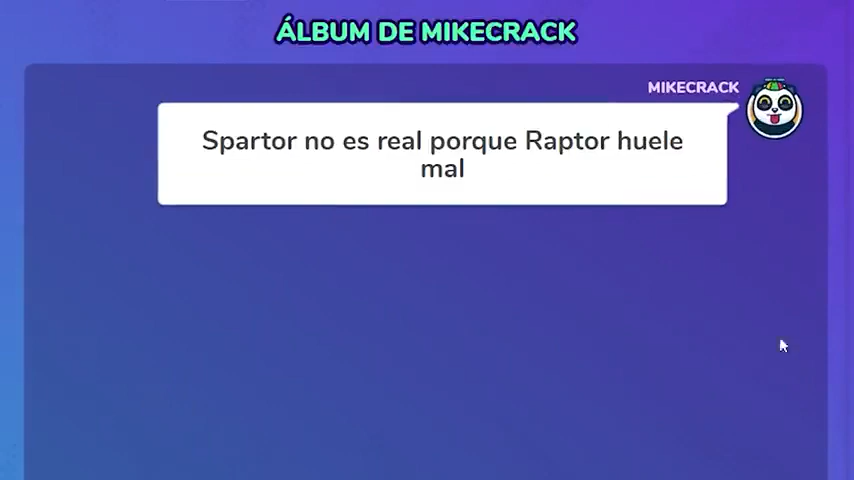 ÁLBUM DE MIKECRACK
MIKECRACK
Spartor no es real porque Raptor huele
mal